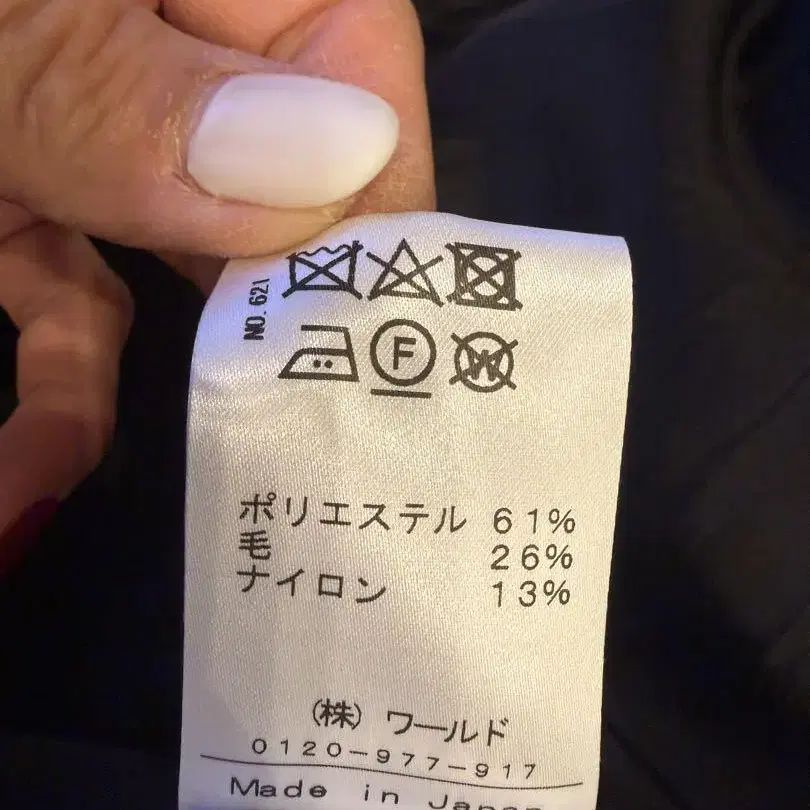 NO. 621
F W
ポリエステル 61%
毛 26%
ナイロン 13%
(株) ワールド
0120-977-917
Made in Japan